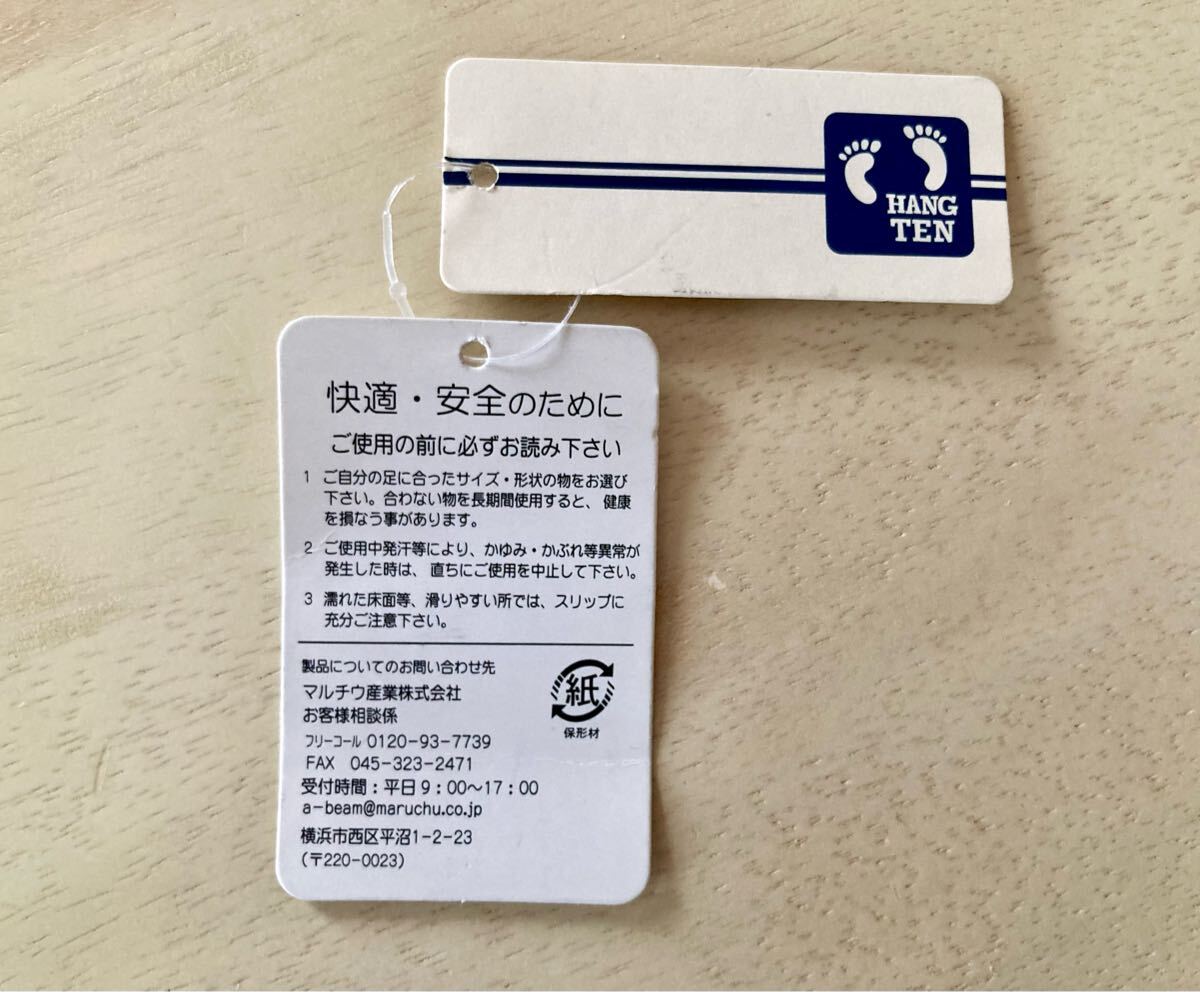 HANG
TEN
快適・安全のために
ご使用の前に必ずお読み下さい
1 ご自分の足に合ったサイズ・形状の物をお選び
下さい。合わない物を長期間使用すると、健康
を損なう事があります。
2 ご使用中発汗等により、かゆみ・かぶれ等異常が
発生した時は、直ちにご使用を中止して下さい。
3 濡れた床面等、滑りやすい所では、スリップに
充分ご注意下さい。
製品についてのお問い合わせ先
マルチウ産業株式会社
お客様相談係
フリーコール 0120-93-7739
FAX 045-323-2471
受付時間：平日9：00〜17：00
a-beam@maruchu.co.jp
横浜市西区平沼1-2-23
（〒220-0023）
紙
保形材